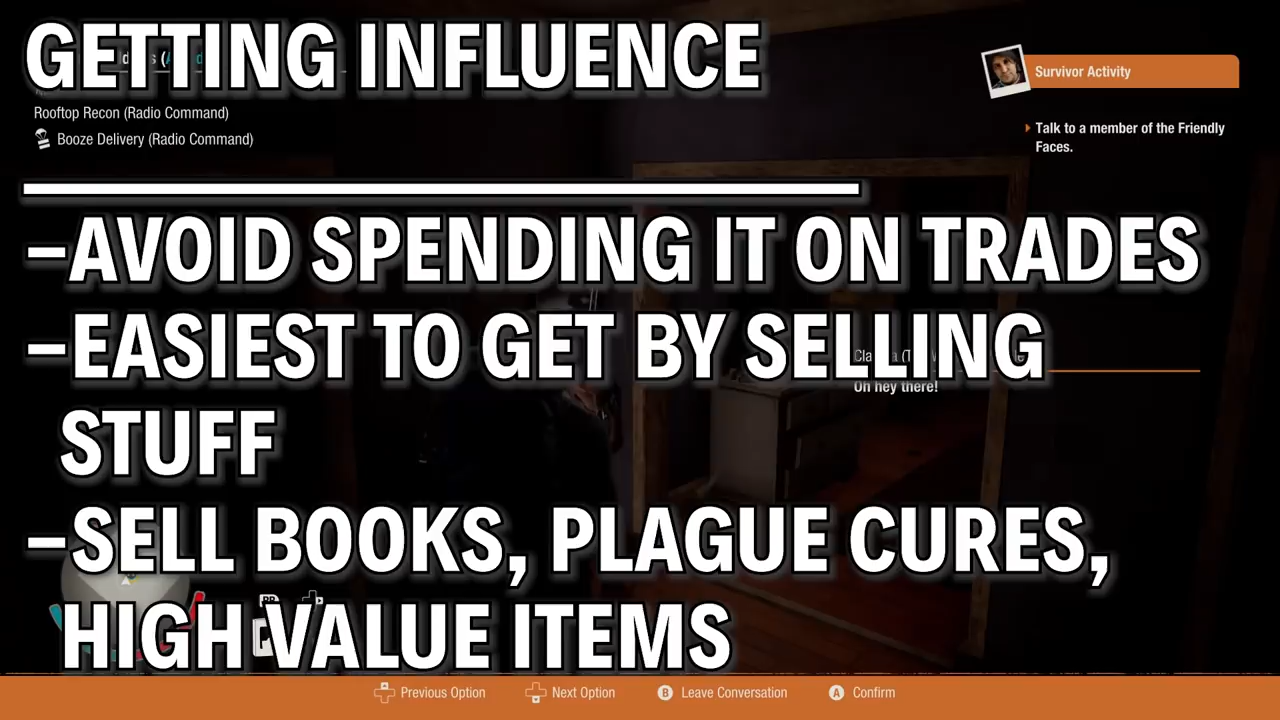 GETTING INFLUENCE
Survivor Activity
Rooftop Recon (Radio Command)
Talk to a member of the Friendly
Faces.
Booze Delivery (Radio Command)
-AVOID SPENDING IT ON TRADES
-EASIEST TO GET BY SELLING
Oh hey there!
STUFF
-SELL BOOKS, PLAGUE CURES,
HIGH VALUE ITEMS
Previous Option
Next Option
B Leave Conversation
A Confirm